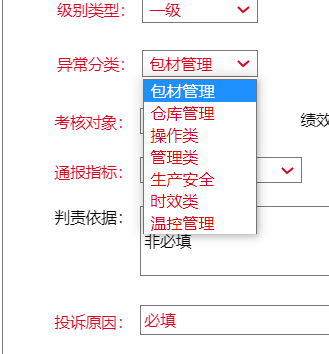 级别类型： 一级
异常分类： 包材管理
包材管理
仓库管理
考核对象： 绩效
操作类
管理类
通报指标：
生产安全
时效类
判责依据：
温控管理
非必填
投诉原因： 必填